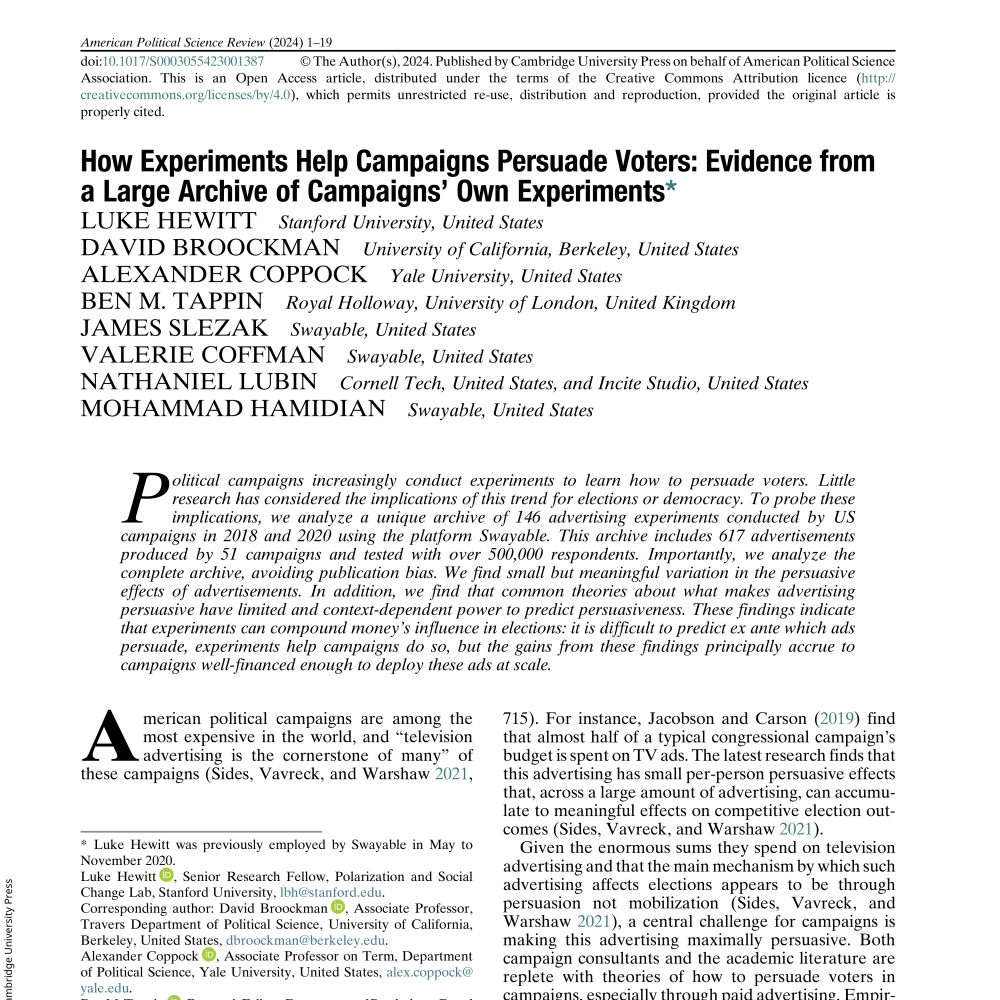 American Political Science Review (2024) 1–19
doi:10.1017/S0003055423001387 © The Author(s), 2024. Published by Cambridge University Press on behalf of American Political Science
Association. This is an Open Access article, distributed under the terms of the Creative Commons Attribution licence (http://
creativecommons.org/licenses/by/4.0), which permits unrestricted re-use, distribution and reproduction, provided the original article is
properly cited.
How Experiments Help Campaigns Persuade Voters: Evidence from
a Large Archive of Campaigns’ Own Experiments*
LUKE HEWITT Stanford University, United States
DAVID BROOCKMAN University of California, Berkeley, United States
ALEXANDER COPPOCK Yale University, United States
BEN M. TAPPIN Royal Holloway, University of London, United Kingdom
JAMES SLEZAK Swayable, United States
VALERIE COFFMAN Swayable, United States
NATHANIEL LUBIN Cornell Tech, United States, and Incite Studio, United States
MOHAMMAD HAMIDIAN Swayable, United States
Political campaigns increasingly conduct experiments to learn how to persuade voters. Little
research has considered the implications of this trend for elections or democracy. To probe these
implications, we analyze a unique archive of 146 advertising experiments conducted by US
campaigns in 2018 and 2020 using the platform Swayable. This archive includes 617 advertisements
produced by 51 campaigns and tested with over 500,000 respondents. Importantly, we analyze the
complete archive, avoiding publication bias. We find small but meaningful variation in the persuasive
effects of advertisements. In addition, we find that common theories about what makes advertising
persuasive have limited and context-dependent power to predict persuasiveness. These findings indicate
that experiments can compound money’s influence in elections: it is difficult to predict ex ante which ads
persuade, experiments help campaigns do so, but the gains from these findings principally accrue to
campaigns well-financed enough to deploy these ads at scale.
American political campaigns are among the
most expensive in the world, and “television
advertising is the cornerstone of many” of
these campaigns (Sides, Vavreck, and Warshaw 2021,
* Luke Hewitt was previously employed by Swayable in May to
November 2020.
Luke Hewitt iD, Senior Research Fellow, Polarization and Social
Change Lab, Stanford University, lbh@stanford.edu.
Corresponding author: David Broockman iD, Associate Professor,
Travers Department of Political Science, University of California,
Berkeley, United States, dbroockman@berkeley.edu.
Alexander Coppock iD, Associate Professor on Term, Department
of Political Science, Yale University, United States, alex.coppock@
yale.edu.
715). For instance, Jacobson and Carson (2019) find
that almost half of a typical congressional campaign’s
budget is spent on TV ads. The latest research finds that
this advertising has small per-person persuasive effects
that, across a large amount of advertising, can accumu-
late to meaningful effects on competitive election out-
comes (Sides, Vavreck, and Warshaw 2021).
Given the enormous sums they spend on television
advertising and that the main mechanism by which such
advertising affects elections appears to be through
persuasion not mobilization (Sides, Vavreck, and
Warshaw 2021), a central challenge for campaigns is
making this advertising maximally persuasive. Both
campaign consultants and the academic literature are
replete with theories of how to persuade voters in
campaigns, especially through paid advertising. Empir-
ambridge University Press